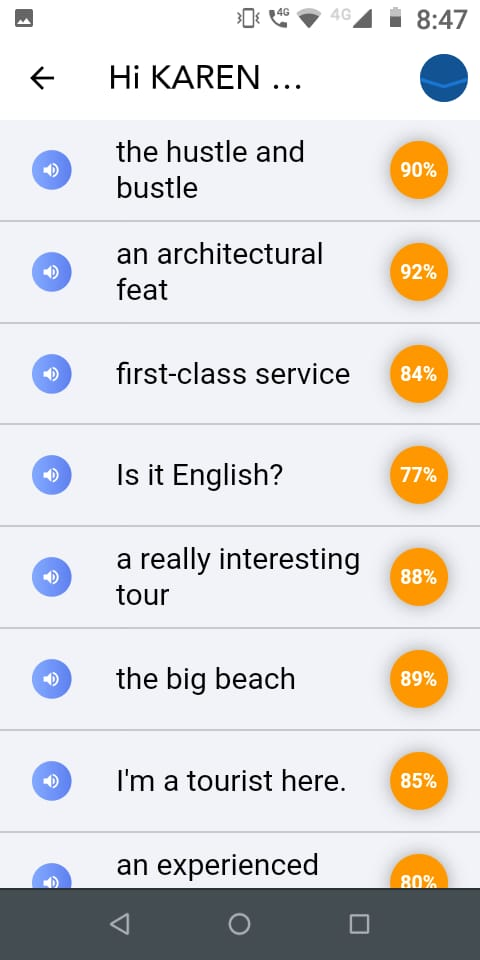 4G
4G
8:47
Hi KAREN ...
the hustle and
bustle
90%
an architectural
feat
92%
first-class service
84%
Is it English?
77%
a really interesting
tour
88%
the big beach
89%
I'm a tourist here.
85%
an experienced
80%